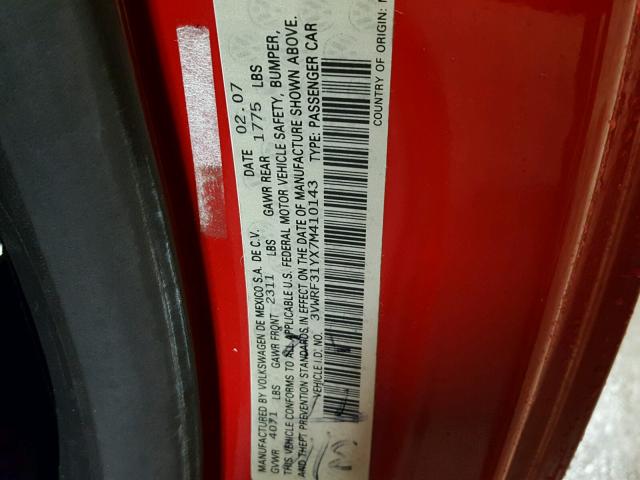 MANUFACTURED BY VOLKSWAGEN DE MEXICO S.A. DE C.V. DATE 02.07
GVWR 4071 LBS GAWR FRONT 2311 LBS GAWR REAR 1775 LBS
THIS VEHICLE CONFORMS TO ALL APPLICABLE U.S. FEDERAL MOTOR VEHICLE SAFETY, BUMPER,
AND THEFT PREVENTION STANDARDS IN EFFECT ON THE DATE OF MANUFACTURE SHOWN ABOVE.
VEHICLE I.D. NO. 3VWRF31YX7M410143 TYPE: PASSENGER CAR
COUNTRY OF ORIGIN: